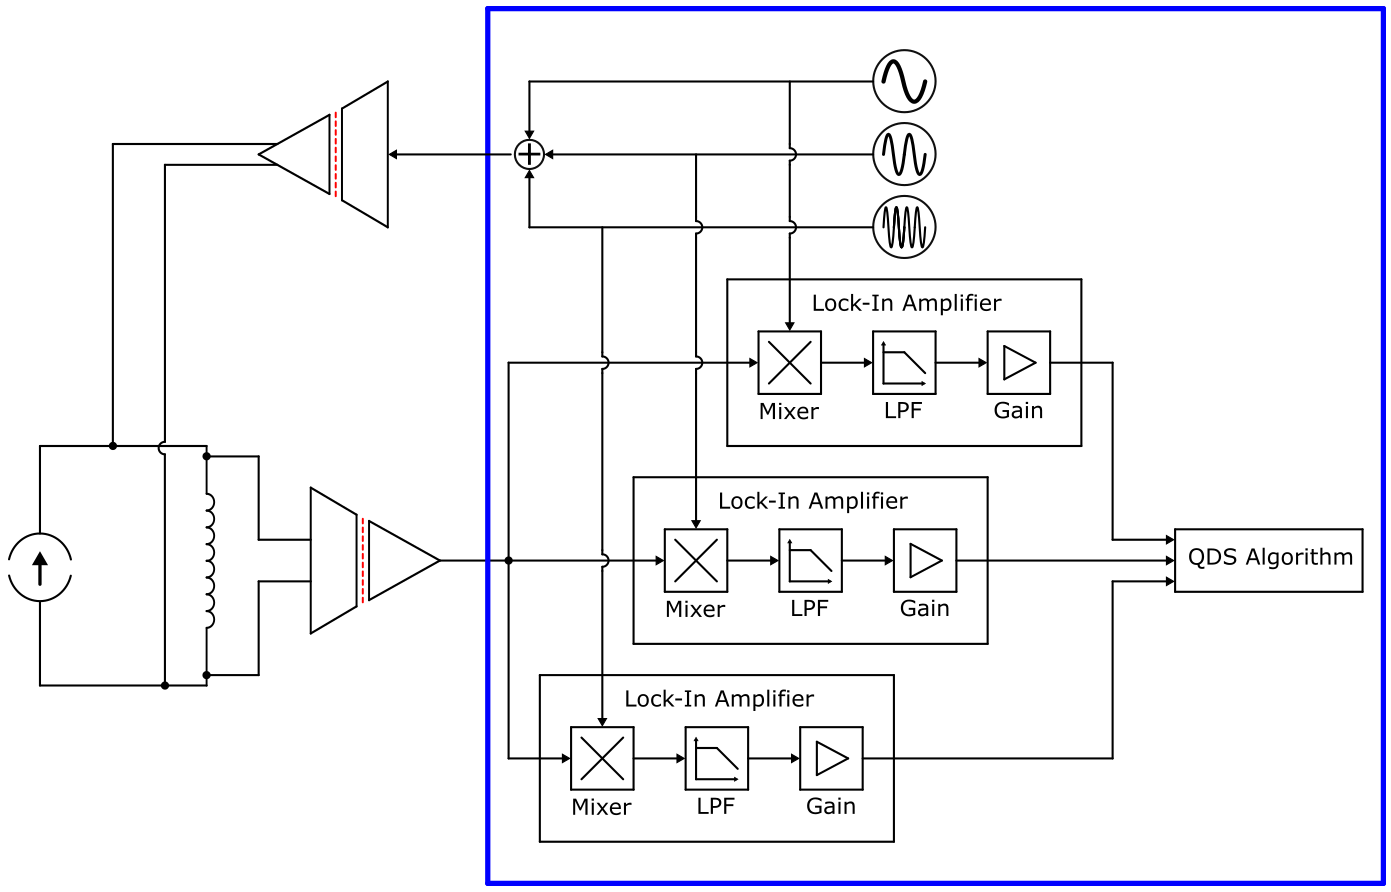 Lock-In Amplifier
Mixer
LPF
Gain
Lock-In Amplifier
Mixer
LPF
Gain
QDS Algorithm
Lock-In Amplifier
Mixer
LPF
Gain